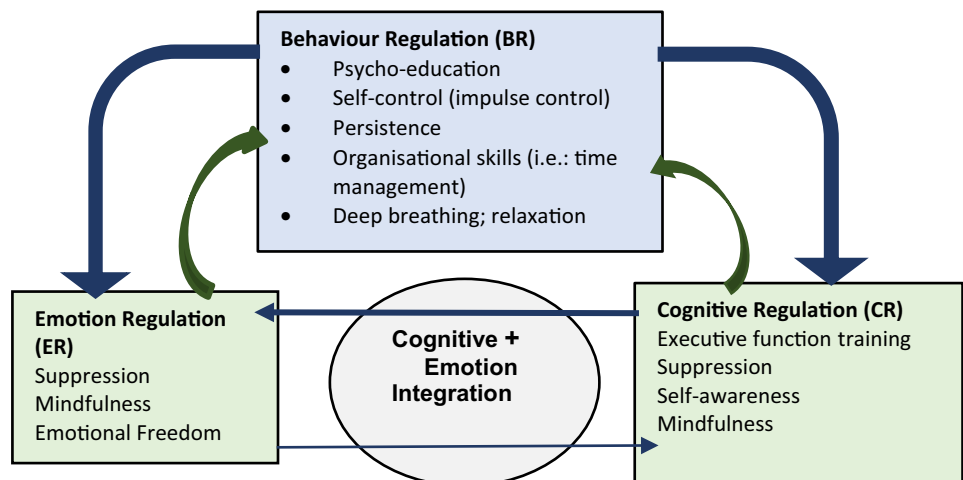 Behaviour Regulation (BR)
• Psycho-education
• Self-control (impulse control)
• Persistence
• Organisational skills (i.e.: time
management)
• Deep breathing; relaxation
Emotion Regulation
(ER)
Suppression
Mindfulness
Emotional Freedom
Cognitive +
Emotion
Integration
Cognitive Regulation (CR)
Executive function training
Suppression
Self-awareness
Mindfulness